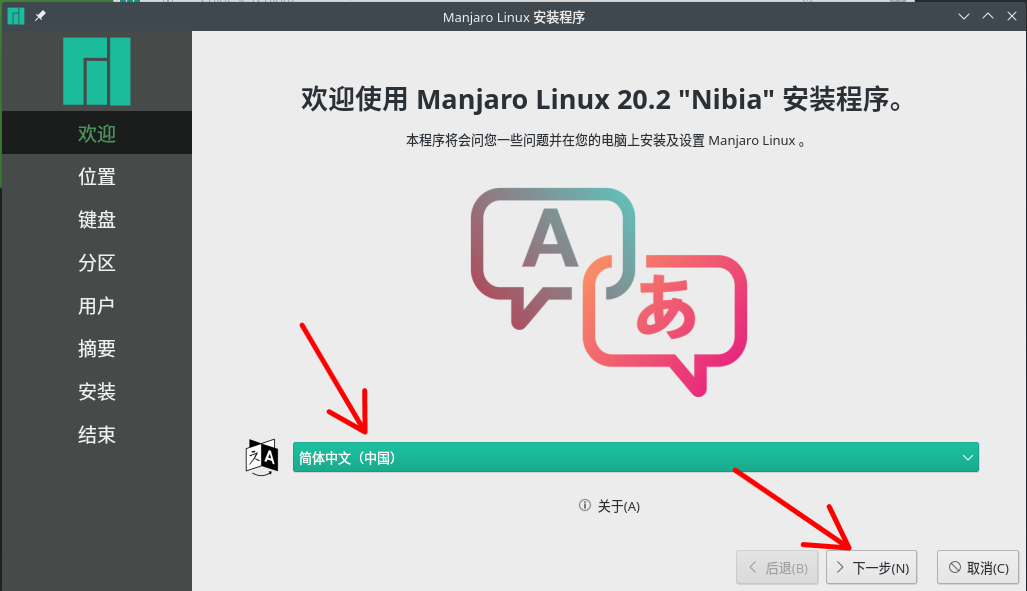 Manjaro Linux 安装程序
欢迎
位置
键盘
分区
用户
摘要
安装
结束
欢迎使用 Manjaro Linux 20.2 "Nibia" 安装程序。
本程序将会问您一些问题并在您的电脑上安装及设置 Manjaro Linux 。
A
あ
简体中文（中国）
关于(A)
后退(B)
下一步(N)
取消(C)